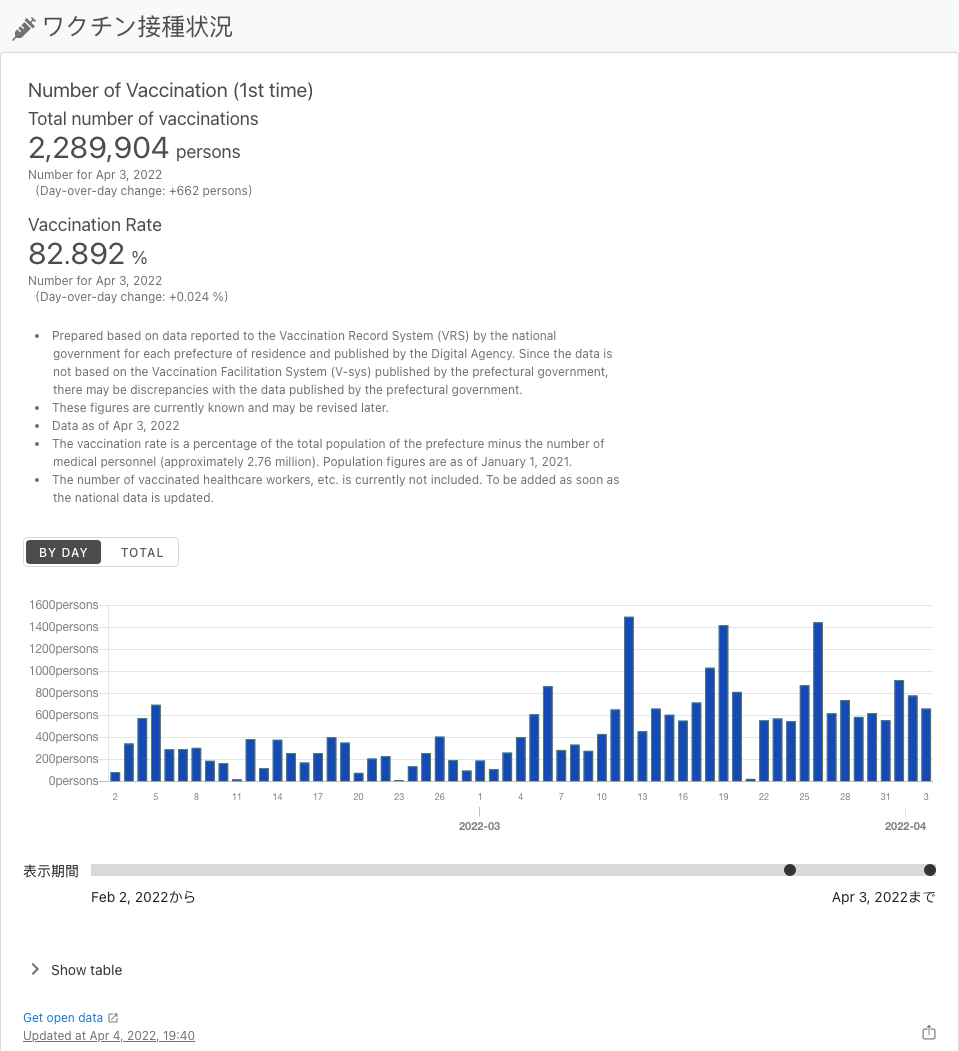 ワクチン接種状況
Number of Vaccination (1st time)
Total number of vaccinations
2,289,904 persons
Number for Apr 3, 2022
(Day-over-day change: +662 persons)
Vaccination Rate
82.892 %
Number for Apr 3, 2022
(Day-over-day change: +0.024 %)
• Prepared based on data reported to the Vaccination Record System (VRS) by the national
government for each prefecture of residence and published by the Digital Agency. Since the data is
not based on the Vaccination Facilitation System (V-sys) published by the prefectural government,
there may be discrepancies with the data published by the prefectural government.
• These figures are currently known and may be revised later.
• Data as of Apr 3, 2022
• The vaccination rate is a percentage of the total population of the prefecture minus the number of
medical personnel (approximately 2.76 million). Population figures are as of January 1, 2021.
• The number of vaccinated healthcare workers, etc. is currently not included. To be added as soon as
the national data is updated.
BY DAY TOTAL
1600persons
1400persons
1200persons
1000persons
800persons
600persons
400persons
200persons
0persons
2 5 8 11 14 17 20 23 26 1 4 7 10 13 16 19 22 25 28 31 3
2022-03 2022-04
表示期間
Feb 2, 2022から Apr 3, 2022まで
Show table
Get open data
Updated at Apr 4, 2022, 19:40